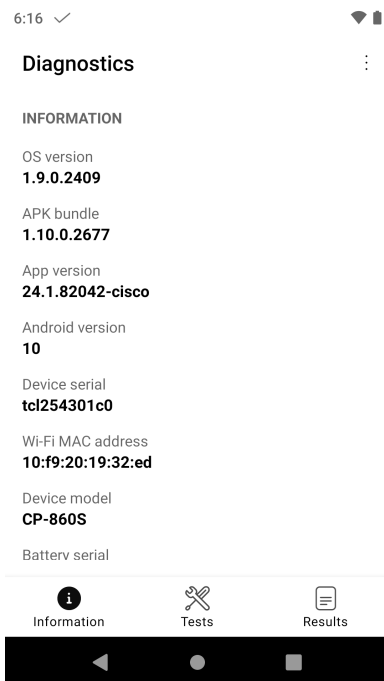 6:16
Diagnostics
INFORMATION
OS version
1.9.0.2409
APK bundle
1.10.0.2677
App version
24.1.82042-cisco
Android version
10
Device serial
tcl254301c0
Wi-Fi MAC address
10:f9:20:19:32:ed
Device model
CP-860S
Battery serial
Information
Tests
Results